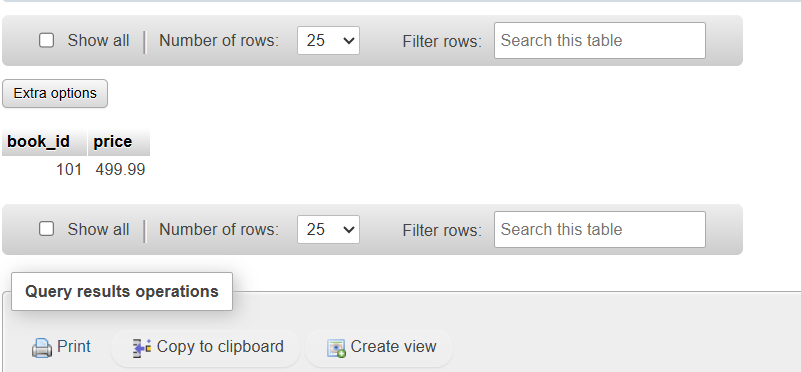 Show all Number of rows: 25 Filter rows: Search this table
Extra options
book_id price
101 499.99
Show all Number of rows: 25 Filter rows: Search this table
Query results operations
Print Copy to clipboard Create view